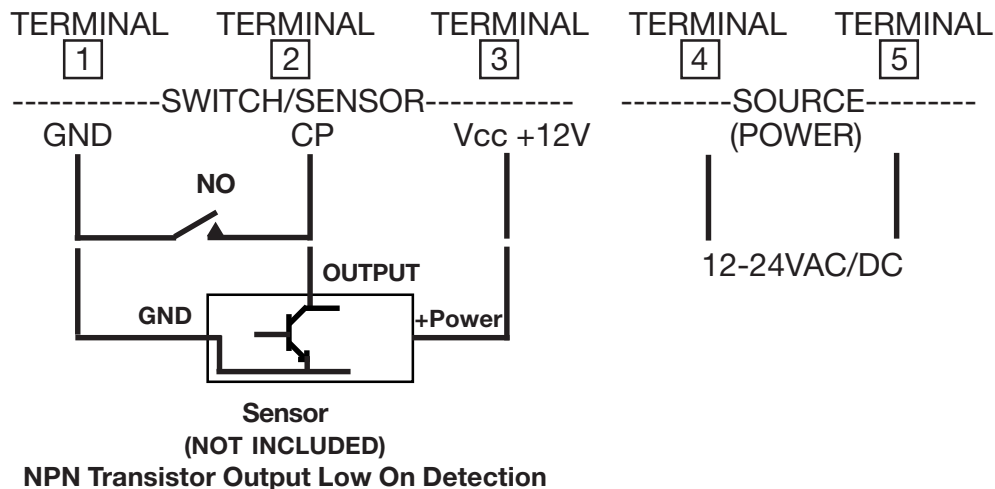 TERMINAL TERMINAL TERMINAL TERMINAL TERMINAL
1 2 3 4 5
------------SWITCH/SENSOR------------ --------SOURCE--------
GND CP Vcc +12V (POWER)
NO
12-24VAC/DC
OUTPUT
GND +Power
Sensor
(NOT INCLUDED)
NPN Transistor Output Low On Detection